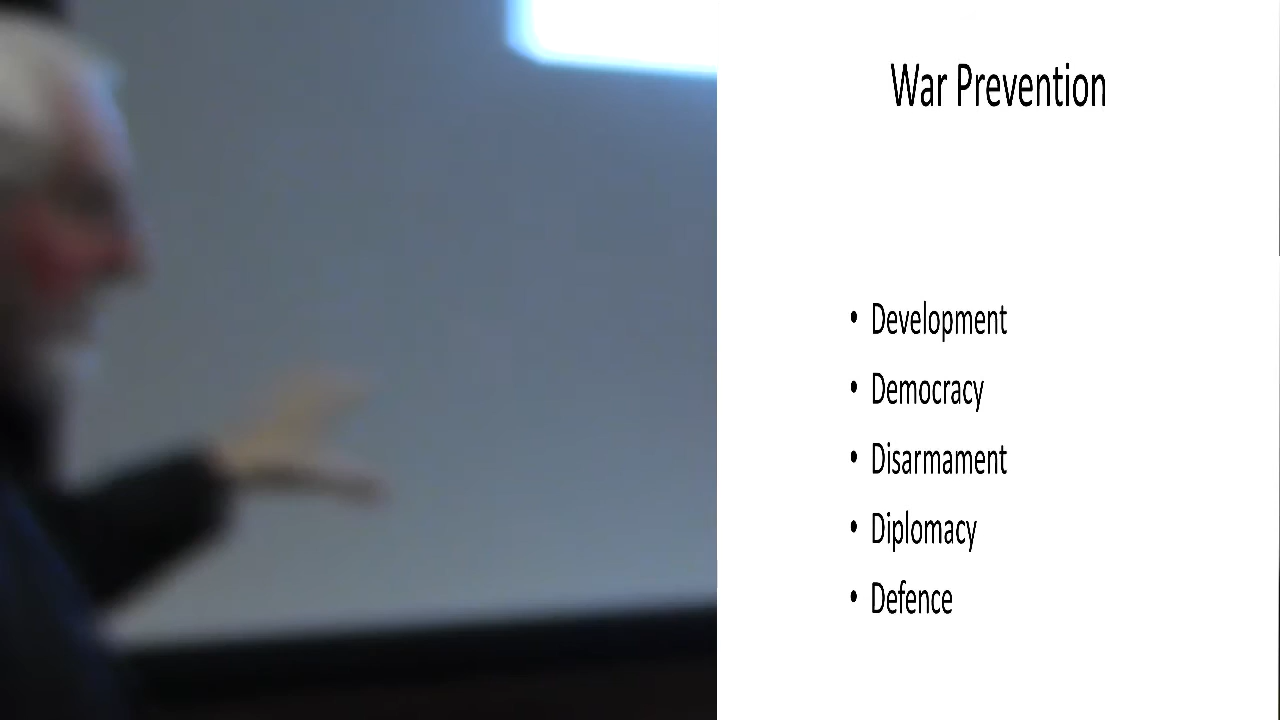 War Prevention
• Development
• Democracy
• Disarmament
• Diplomacy
• Defence